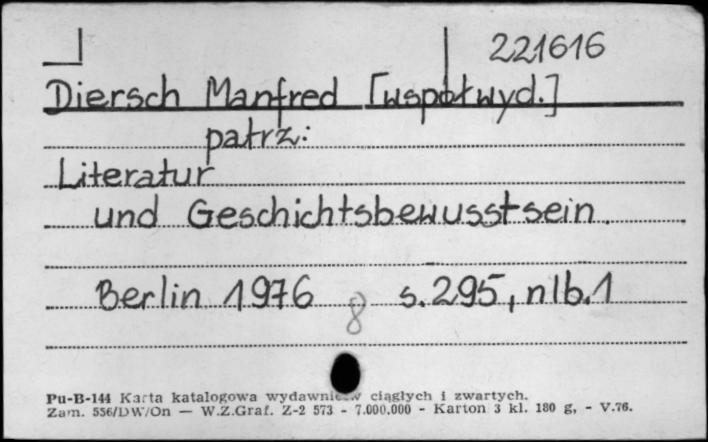 221616
Diersch Manfred [współwyd.]
patrz:
Literatur
und Geschichtsbewusstsein.
Berlin 1976 s. 295, nlb. 1
8
Pu-B-144 Karta katalogowa wydawnictw ciągłych i zwartych.
Zam. 556/DW/On — W.Z.Graf. Z-2 573 - 7.000.000 - Karton 3 kl. 180 g, - V.76.